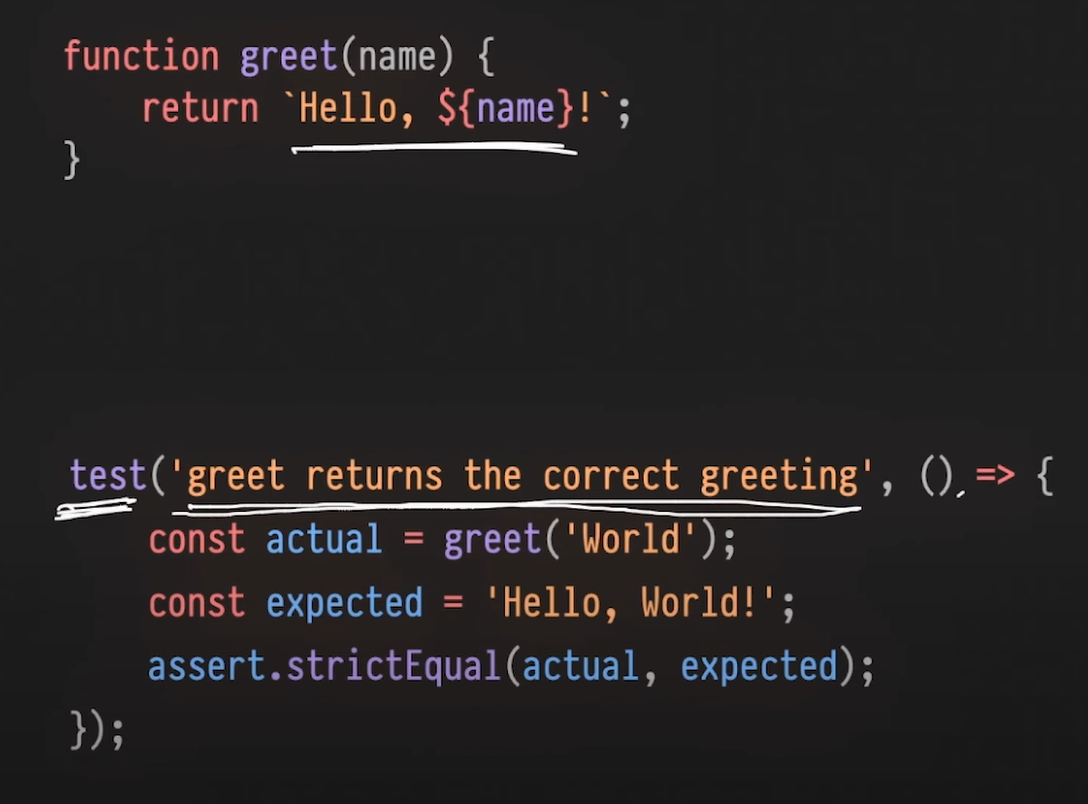 function greet(name) {
    return `Hello, ${name}!`;
}
test('greet returns the correct greeting', () => {
    const actual = greet('World');
    const expected = 'Hello, World!';
    assert.strictEqual(actual, expected);
});